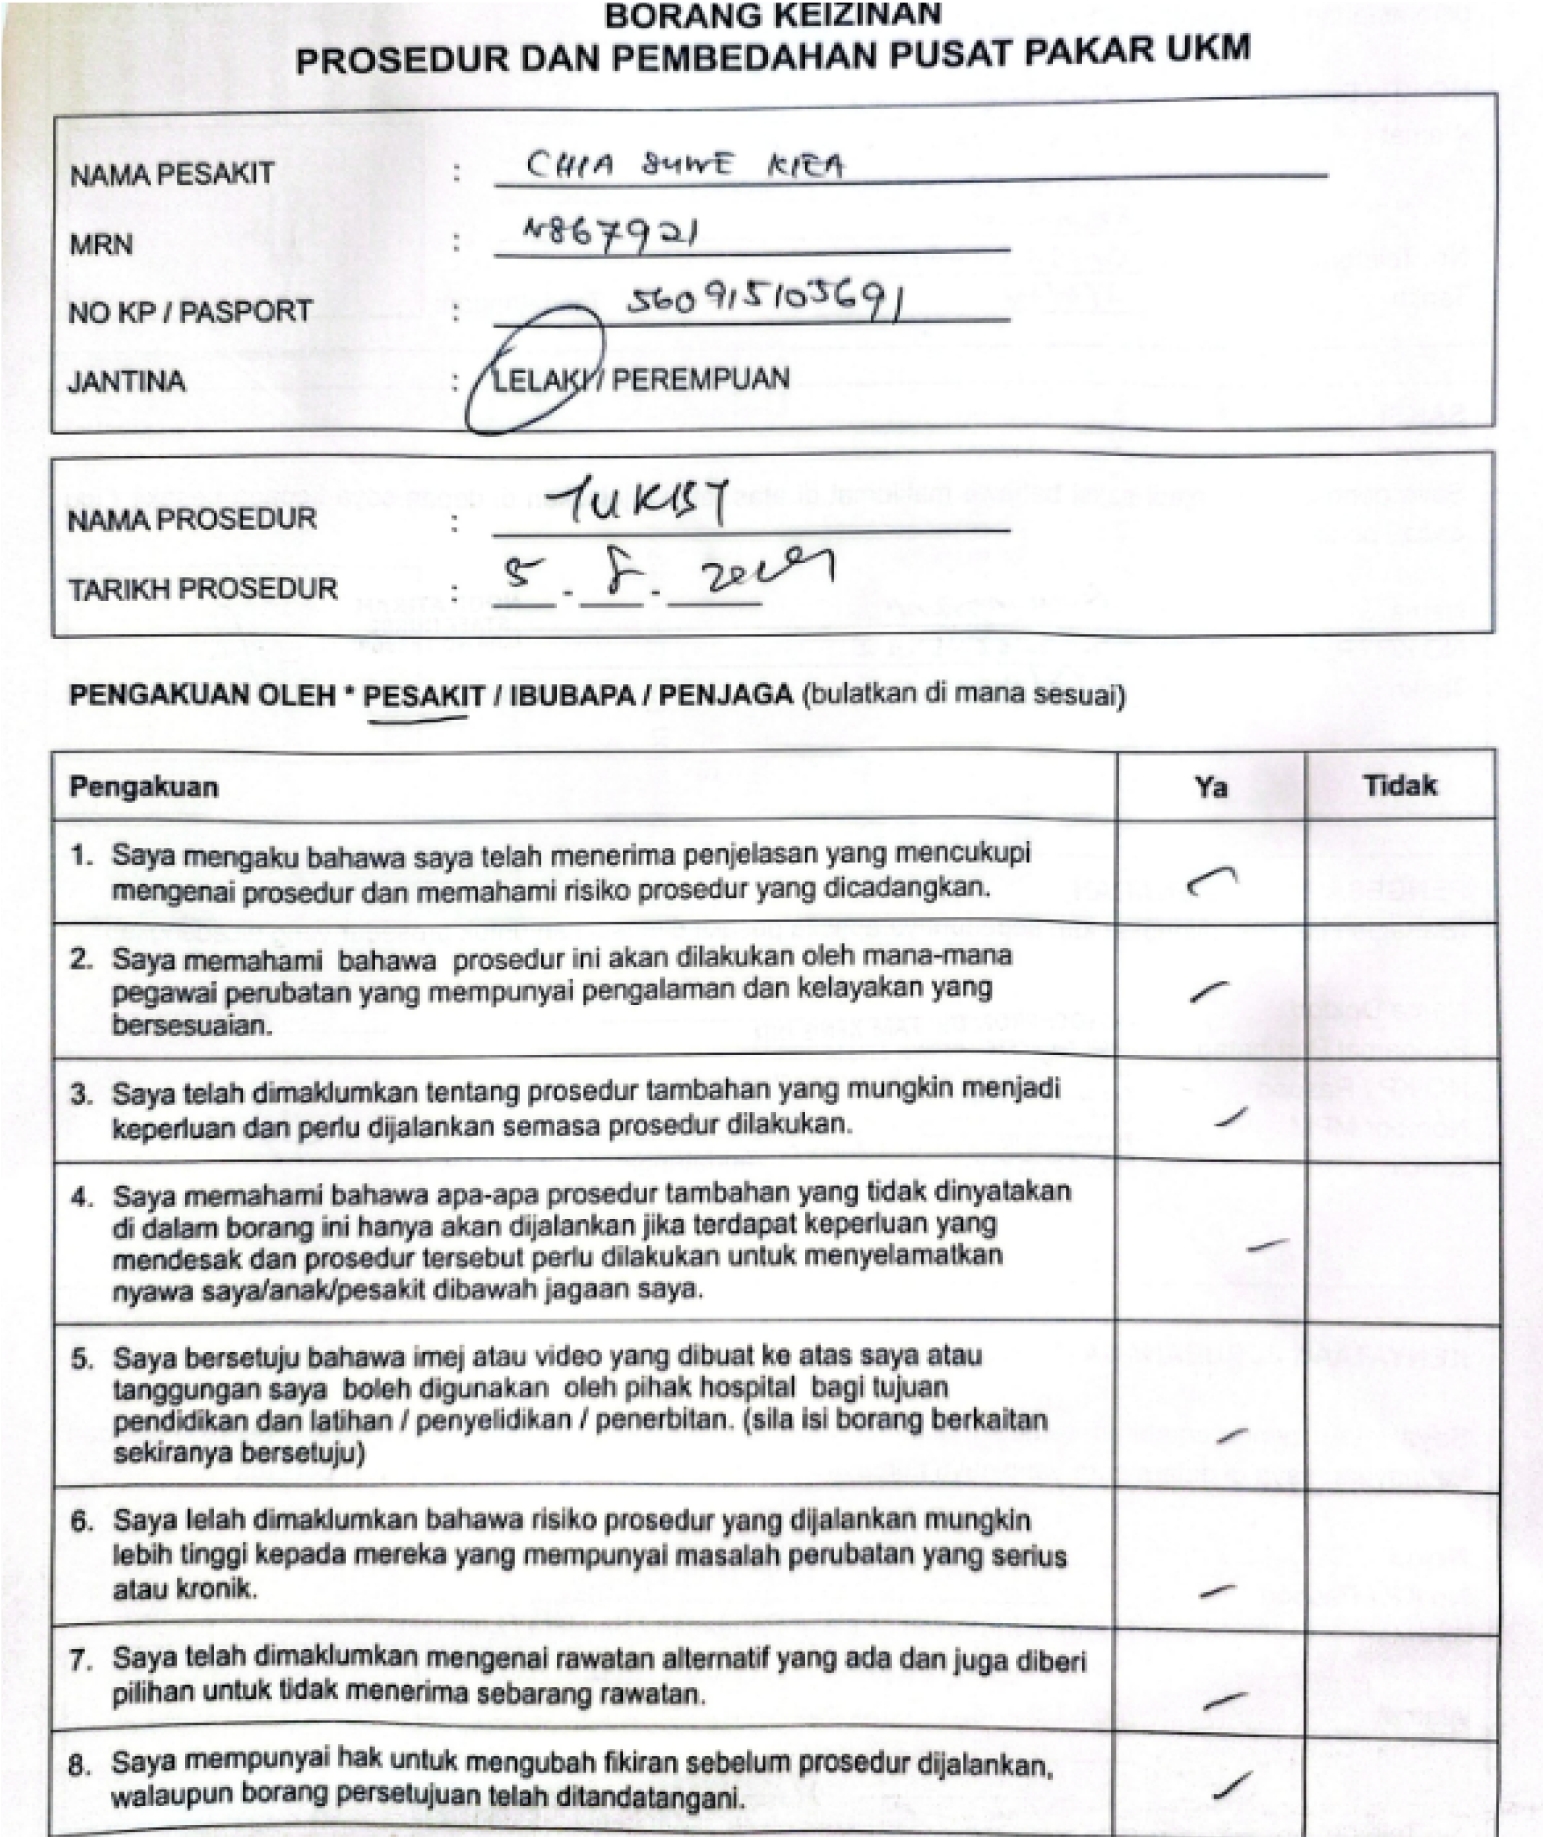 BORANG KEIZINAN
PROSEDUR DAN PEMBEDAHAN PUSAT PAKAR UKM
NAMA PESAKIT : CHIA KIEA
MRN : N867921
NO KP / PASPORT : 560915105691
JANTINA : LELAKI / PEREMPUAN
NAMA PROSEDUR :
TARIKH PROSEDUR : 5 - 8 -
PENGAKUAN OLEH * PESAKIT / IBUBAPA / PENJAGA (bulatkan di mana sesuai)
Pengakuan Ya Tidak
1. Saya mengaku bahawa saya telah menerima penjelasan yang mencukupi
mengenai prosedur dan memahami risiko prosedur yang dicadangkan.
2. Saya memahami bahawa prosedur ini akan dilakukan oleh mana-mana
pegawai perubatan yang mempunyai pengalaman dan kelayakan yang
bersesuaian.
3. Saya telah dimaklumkan tentang prosedur tambahan yang mungkin menjadi
keperluan dan perlu dijalankan semasa prosedur dilakukan.
4. Saya memahami bahawa apa-apa prosedur tambahan yang tidak dinyatakan
di dalam borang ini hanya akan dijalankan jika terdapat keperluan yang
mendesak dan prosedur tersebut perlu dilakukan untuk menyelamatkan
nyawa saya/anak/pesakit dibawah jagaan saya.
5. Saya bersetuju bahawa imej atau video yang dibuat ke atas saya atau
tanggungan saya boleh digunakan oleh pihak hospital bagi tujuan
pendidikan dan latihan / penyelidikan / penerbitan. (sila isi borang berkaitan
sekiranya bersetuju)
6. Saya lelah dimaklumkan bahawa risiko prosedur yang dijalankan mungkin
lebih tinggi kepada mereka yang mempunyai masalah perubatan yang serius
atau kronik.
7. Saya telah dimaklumkan mengenai rawatan alternatif yang ada dan juga diberi
pilihan untuk tidak menerima sebarang rawatan.
8. Saya mempunyai hak untuk mengubah fikiran sebelum prosedur dijalankan,
walaupun borang persetujuan telah ditandatangani.